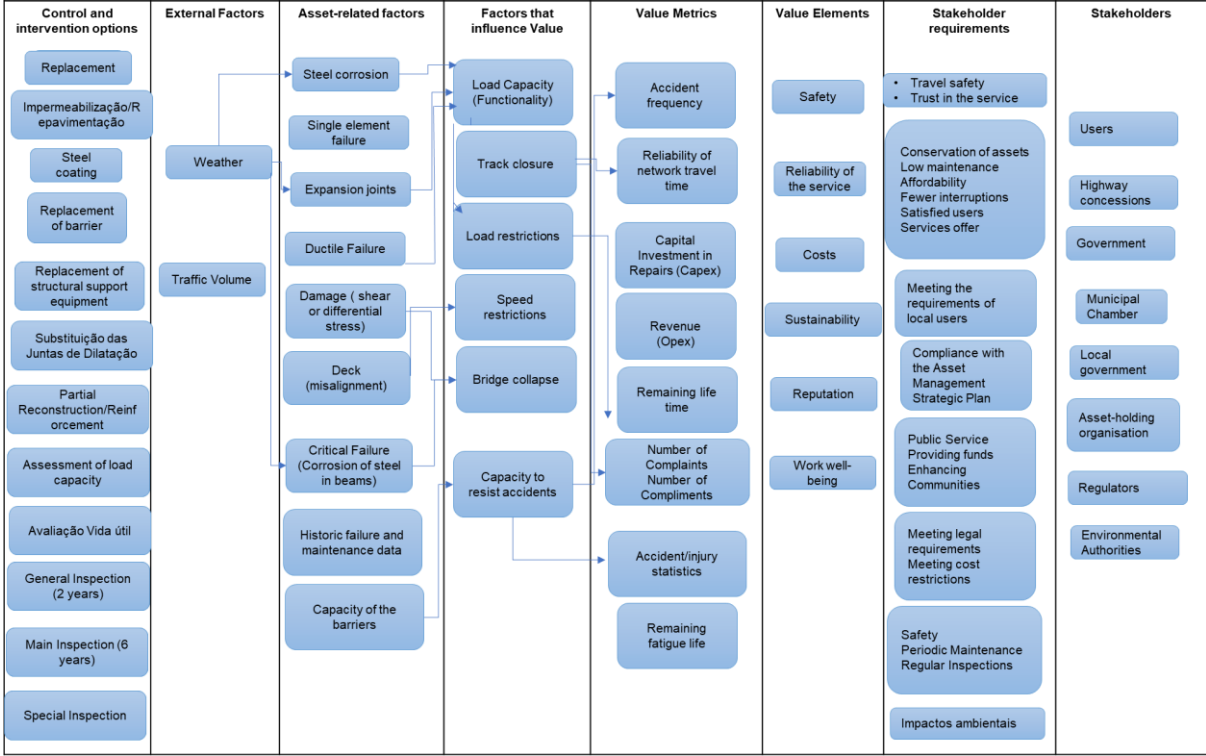 Control and
intervention options
Replacement
Impermeabilização/R
epavimentação
Steel
coating
Replacement
of barrier
Replacement of
structural support
equipment
Substituição das
Juntas de Dilatação
Partial
Reconstruction/Reinf
orcement
Assessment of load
capacity
Avaliação Vida útil
General Inspection
(2 years)
Main Inspection (6
years)
Special Inspection
External Factors
Weather
Traffic Volume
Asset-related factors
Steel corrosion
Single element
failure
Expansion joints
Ductile Failure
Damage ( shear
or differential
stress)
Deck
(misalignment)
Critical Failure
(Corrosion of steel
in beams)
Historic failure and
maintenance data
Capacity of the
barriers
Factors that
influence Value
Load Capacity
(Functionality)
Track closure
Load restrictions
Speed
restrictions
Bridge collapse
Capacity to
resist accidents
Value Metrics
Accident
frequency
Reliability of
network travel
time
Capital
Investment in
Repairs (Capex)
Revenue
(Opex)
Remaining life
time
Number of
Complaints
Number of
Compliments
Accident/injury
statistics
Remaining
fatigue life
Value Elements
Safety
Reliability of
the service
Costs
Sustainability
Reputation
Work well-
being
Stakeholder
requirements
• Travel safety
• Trust in the service
Conservation of assets
Low maintenance
Affordability
Fewer interruptions
Satisfied users
Services offer
Meeting the
requirements of
local users
Compliance with
the Asset
Management
Strategic Plan
Public Service
Providing funds
Enhancing
Communities
Meeting legal
requirements
Meeting cost
restrictions
Safety
Periodic Maintenance
Regular Inspections
Impactos ambientais
Stakeholders
Users
Highway
concessions
Government
Municipal
Chamber
Local
government
Asset-holding
organisation
Regulators
Environmental
Authorities